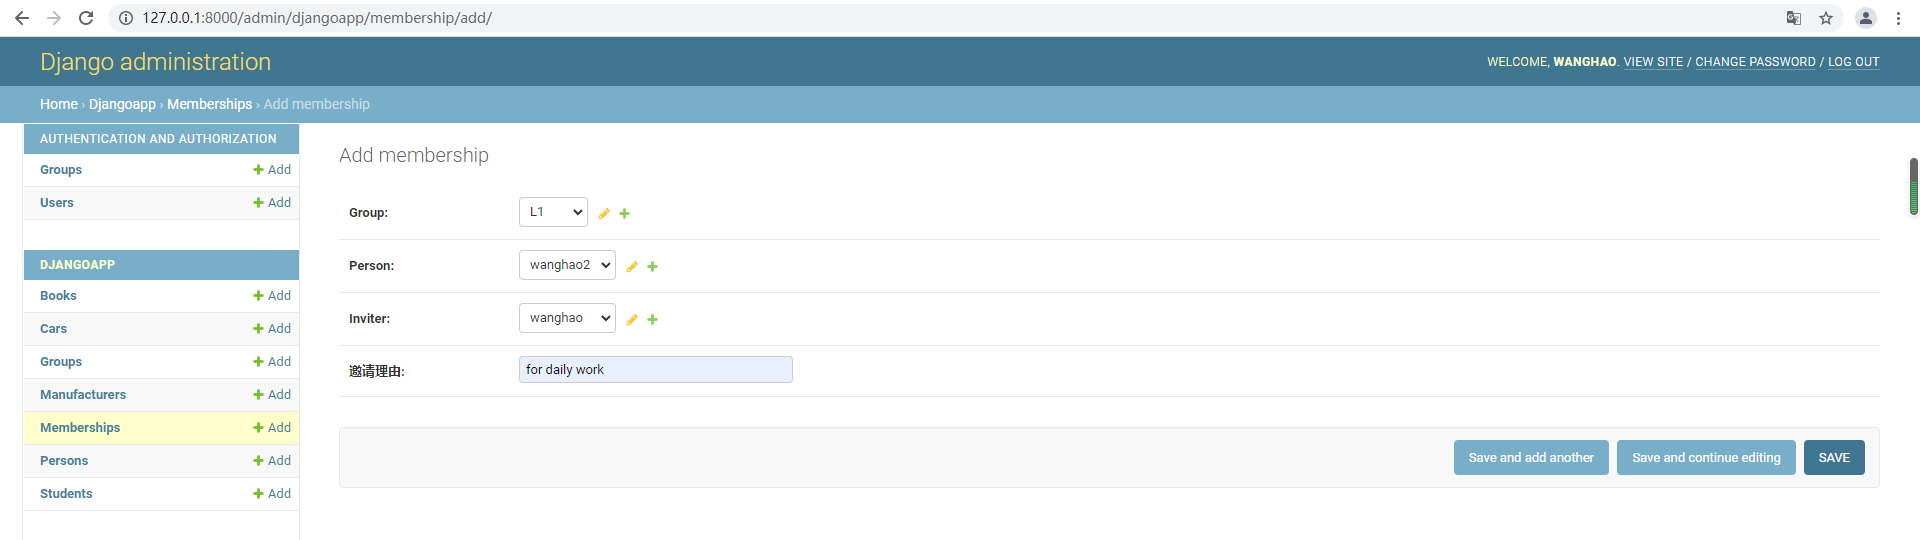 127.0.0.1:8000/admin/djangoapp/membership/add/
Django administration
WELCOME, WANGHAO. VIEW SITE / CHANGE PASSWORD / LOG OUT
Home › Djangoapp › Memberships › Add membership
AUTHENTICATION AND AUTHORIZATION
Groups + Add
Users + Add
DJANGOAPP
Books + Add
Cars + Add
Groups + Add
Manufacturers + Add
Memberships + Add
Persons + Add
Students + Add
Add membership
Group: L1
Person: wanghao2
Inviter: wanghao
邀请理由: for daily work
Save and add another Save and continue editing SAVE